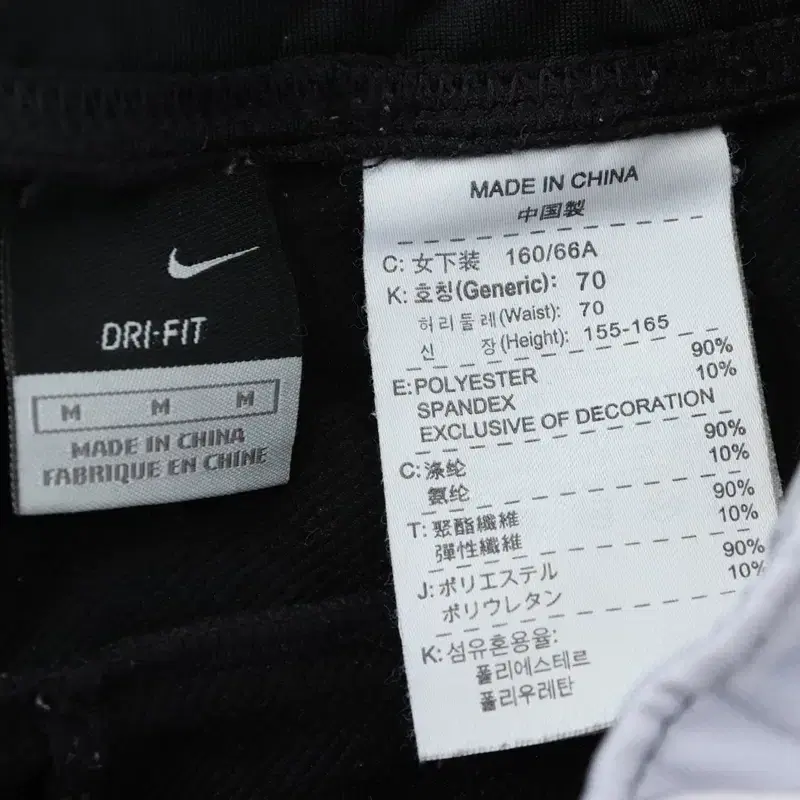 DRI-FIT
M M M
MADE IN CHINA
FABRIQUE EN CHINE
MADE IN CHINA
中国製
C: 女下装 160/66A
K: 호칭(Generic): 70
허리둘레(Waist): 70
신 장(Height): 155-165
E: POLYESTER 90%
SPANDEX 10%
EXCLUSIVE OF DECORATION
C: 涤纶 90%
氨纶 10%
T: 聚酯纖維 90%
彈性纖維 10%
J: ポリエステル 90%
ポリウレタン 10%
K: 섬유혼용율:
폴리에스테르
폴리우레탄